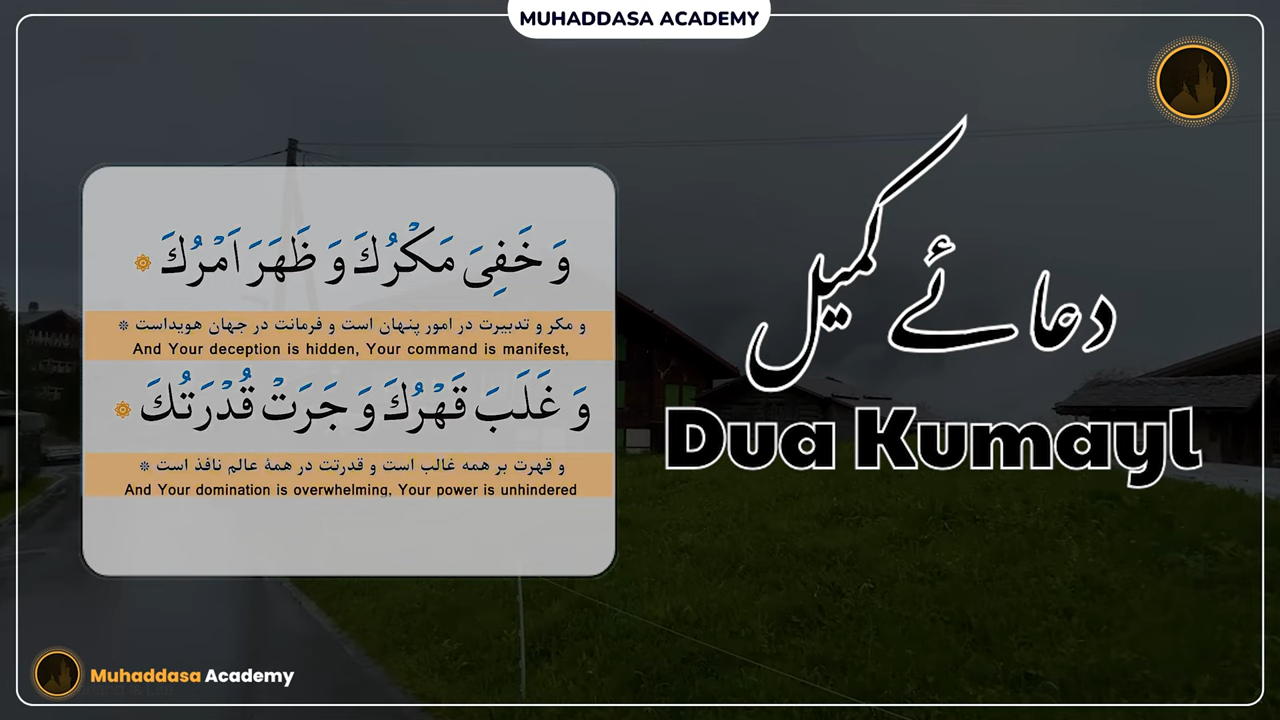 MUHADDASA ACADEMY
وَ خَفِىَ مَكْرُكَ وَ ظَهَرَ اَمْرُكَ ۞
و مکر و تدبیرت در امور پنهان است و فرمانت در جهان هویداست ❊
And Your deception is hidden, Your command is manifest,
وَ غَلَبَ قَهْرُكَ وَ جَرَتْ قُدْرَتُكَ ۞
و قهرت بر همه غالب است و قدرتت در همهٔ عالم نافذ است ❊
And Your domination is overwhelming, Your power is unhindered
دعائے کمیل
Dua Kumayl
Muhaddasa Academy